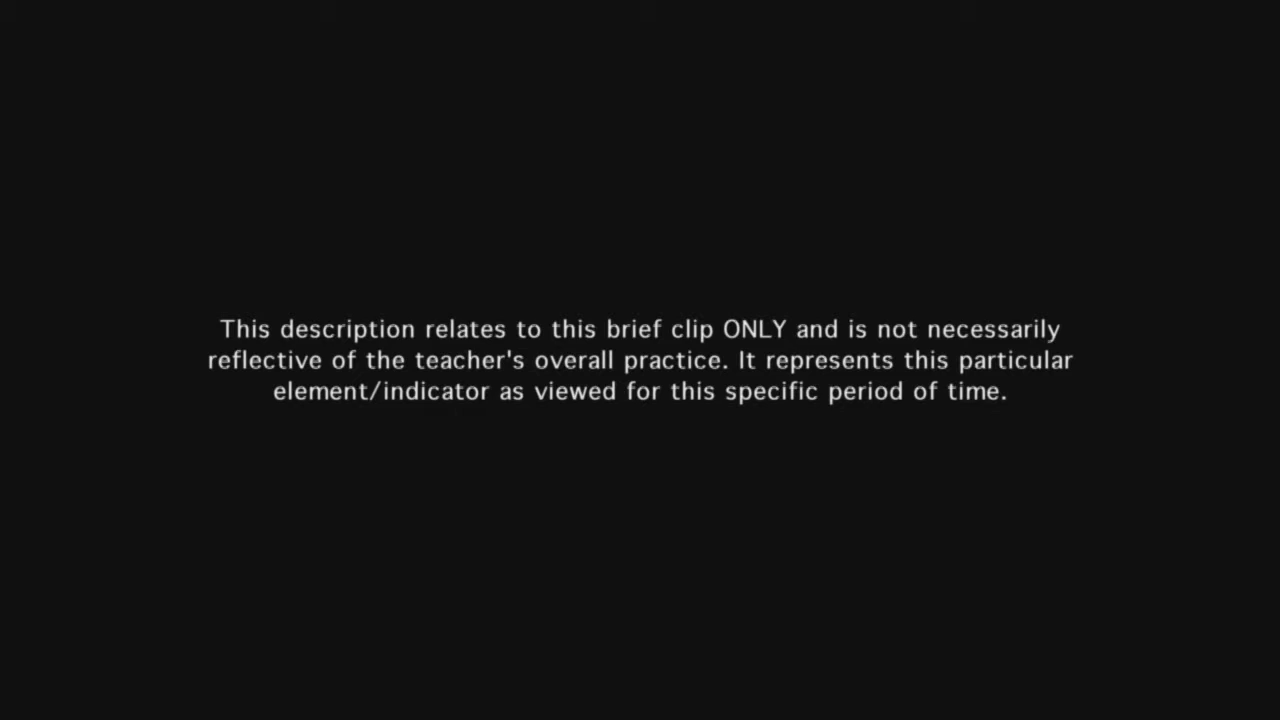 This description relates to this brief clip ONLY and is not necessarily
reflective of the teacher's overall practice. It represents this particular
element/indicator as viewed for this specific period of time.